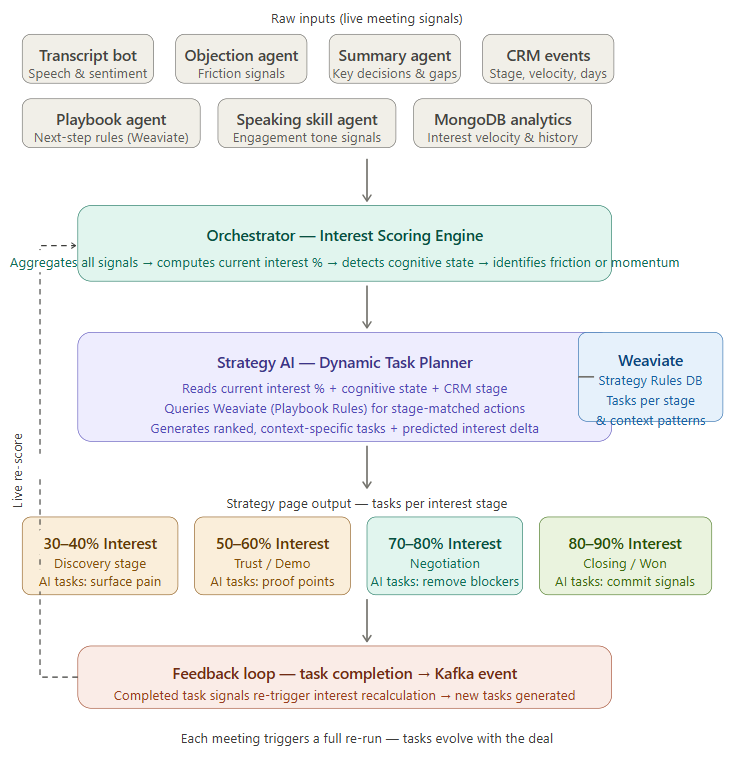 Raw inputs (live meeting signals)
Transcript bot
Speech & sentiment
Objection agent
Friction signals
Summary agent
Key decisions & gaps
CRM events
Stage, velocity, days
Playbook agent
Next-step rules (Weaviate)
Speaking skill agent
Engagement tone signals
MongoDB analytics
Interest velocity & history
Orchestrator — Interest Scoring Engine
Aggregates all signals → computes current interest % → detects cognitive state → identifies friction or momentum
Strategy AI — Dynamic Task Planner
Reads current interest % + cognitive state + CRM stage
Queries Weaviate (Playbook Rules) for stage-matched actions
Generates ranked, context-specific tasks + predicted interest delta
Weaviate
Strategy Rules DB
Tasks per stage
& context patterns
Live re-score
Strategy page output — tasks per interest stage
30–40% Interest
Discovery stage
AI tasks: surface pain
50–60% Interest
Trust / Demo
AI tasks: proof points
70–80% Interest
Negotiation
AI tasks: remove blockers
80–90% Interest
Closing / Won
AI tasks: commit signals
Feedback loop — task completion → Kafka event
Completed task signals re-trigger interest recalculation → new tasks generated
Each meeting triggers a full re-run — tasks evolve with the deal